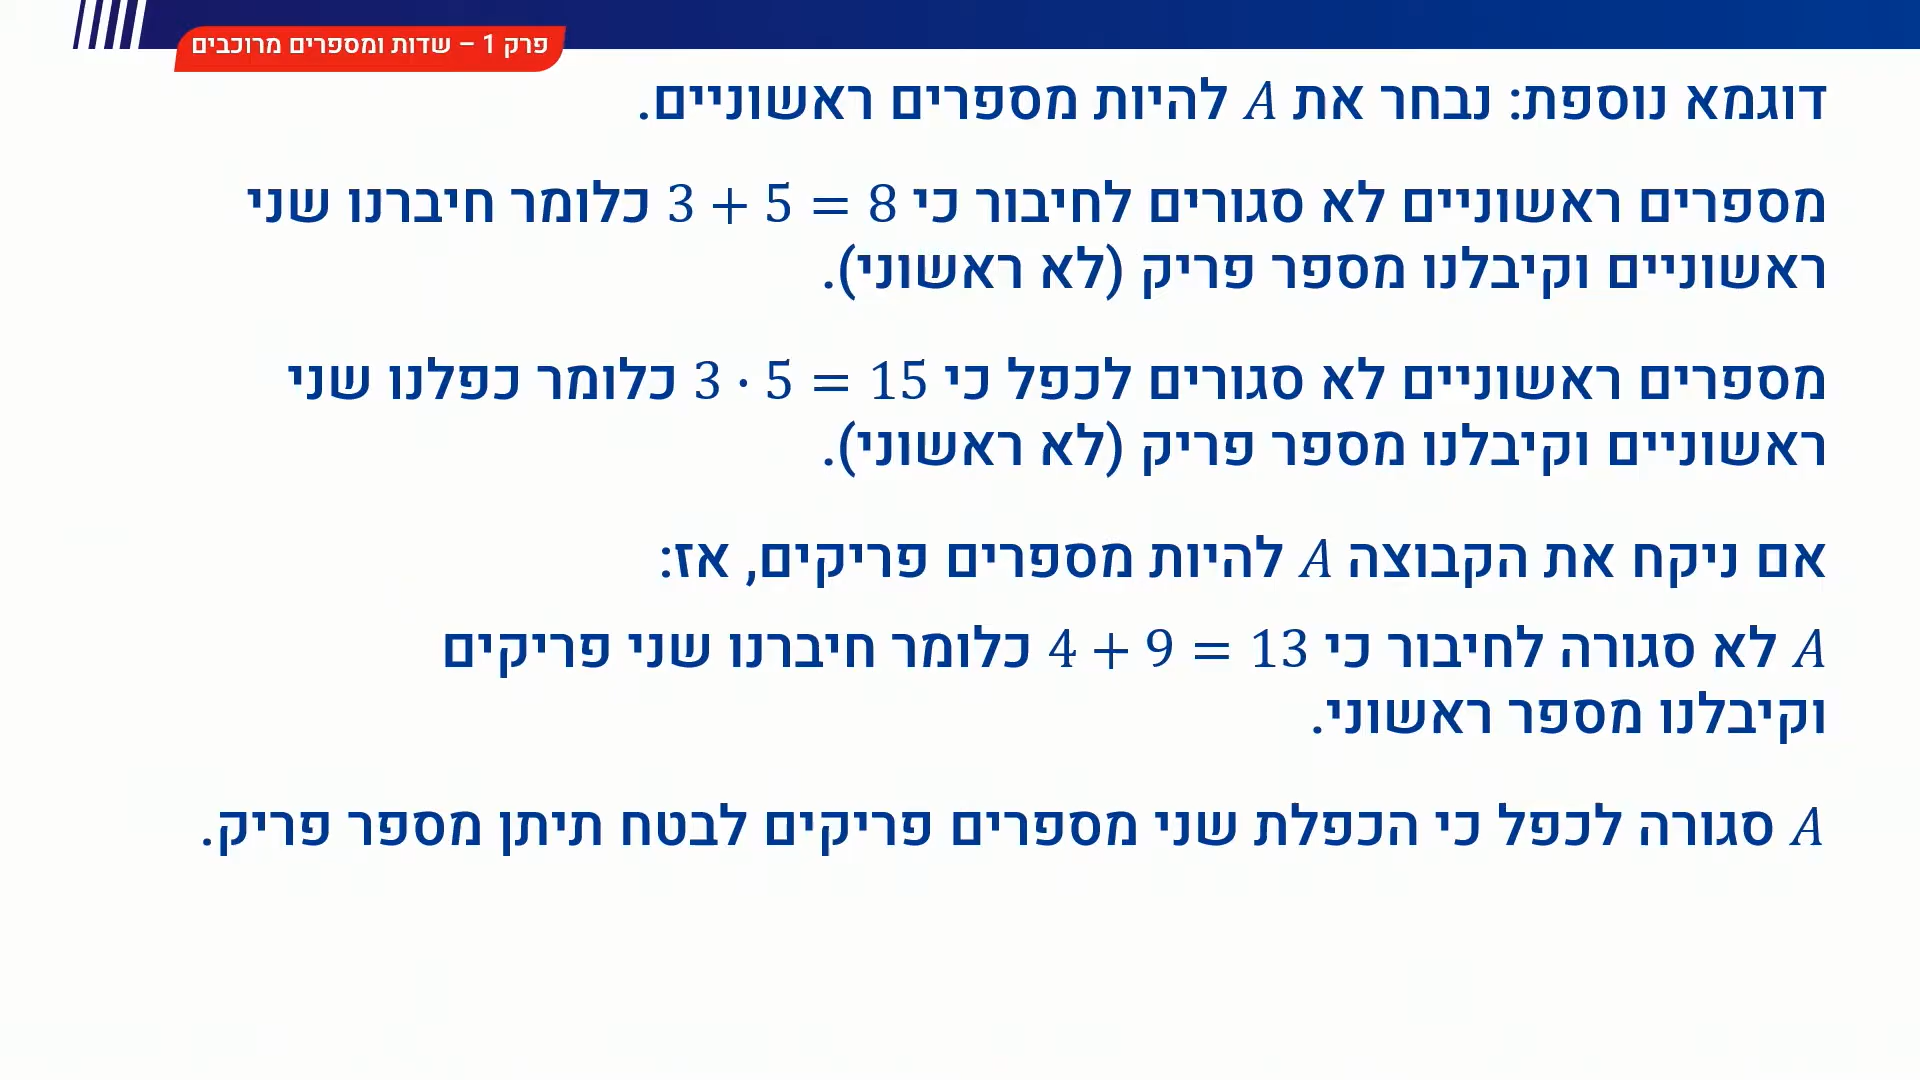 פרק 1 – שדות ומספרים מרוכבים
דוגמא נוספת: נבחר את A להיות מספרים ראשוניים.
מספרים ראשוניים לא סגורים לחיבור כי 3 + 5 = 8 כלומר חיברנו שני
ראשוניים וקיבלנו מספר פריק (לא ראשוני).
מספרים ראשוניים לא סגורים לכפל כי 3 · 5 = 15 כלומר כפלנו שני
ראשוניים וקיבלנו מספר פריק (לא ראשוני).
אם ניקח את הקבוצה A להיות מספרים פריקים, אז:
A לא סגורה לחיבור כי 4 + 9 = 13 כלומר חיברנו שני פריקים
וקיבלנו מספר ראשוני.
A סגורה לכפל כי הכפלת שני מספרים פריקים לבטח תיתן מספר פריק.